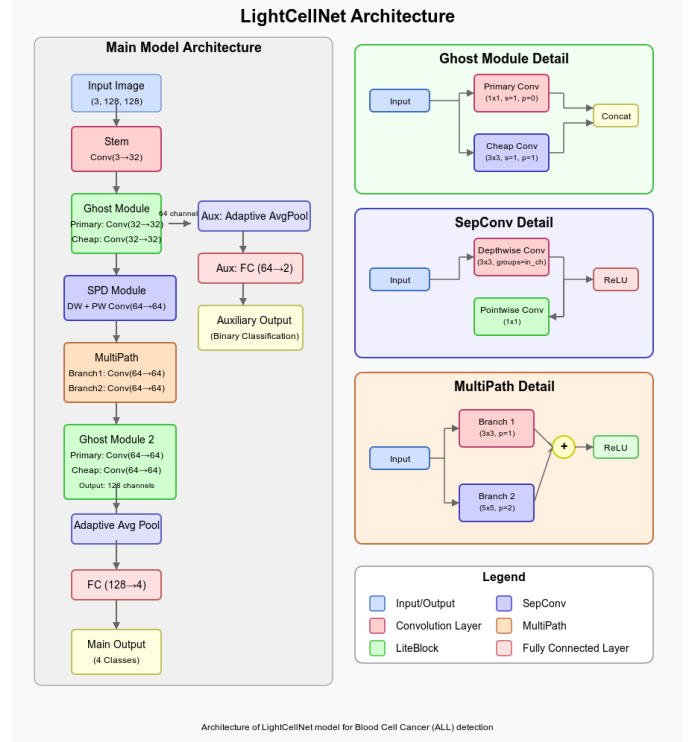 LightCellNet Architecture
Main Model Architecture
Input Image
(3, 128, 128)
Stem
Conv(3→32)
Ghost Module
Primary: Conv(32→32)
Cheap: Conv(32→32)
64 channel
Aux: Adaptive AvgPool
Aux: FC (64→2)
Auxiliary Output
(Binary Classification)
SPD Module
DW + PW Conv(64→64)
MultiPath
Branch1: Conv(64→64)
Branch2: Conv(64→64)
Ghost Module 2
Primary: Conv(64→64)
Cheap: Conv(64→64)
Output: 128 channels
Adaptive Avg Pool
FC (128→4)
Main Output
(4 Classes)
Ghost Module Detail
Input
Primary Conv
(1x1, s=1, p=0)
Cheap Conv
(3x3, s=1, p=1)
Concat
SepConv Detail
Input
Depthwise Conv
(3x3, groups=in_ch)
Pointwise Conv
(1x1)
ReLU
MultiPath Detail
Input
Branch 1
(3x3, p=1)
Branch 2
(5x5, p=2)
+
ReLU
Legend
Input/Output
SepConv
Convolution Layer
MultiPath
LiteBlock
Fully Connected Layer
Architecture of LightCellNet model for Blood Cell Cancer (ALL) detection